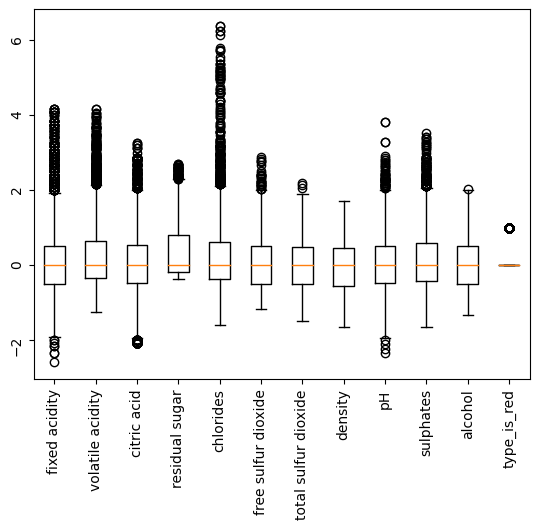 6
4
2
0
−2
fixed acidity
volatile acidity
citric acid
residual sugar
chlorides
free sulfur dioxide
total sulfur dioxide
density
pH
sulphates
alcohol
type_is_red